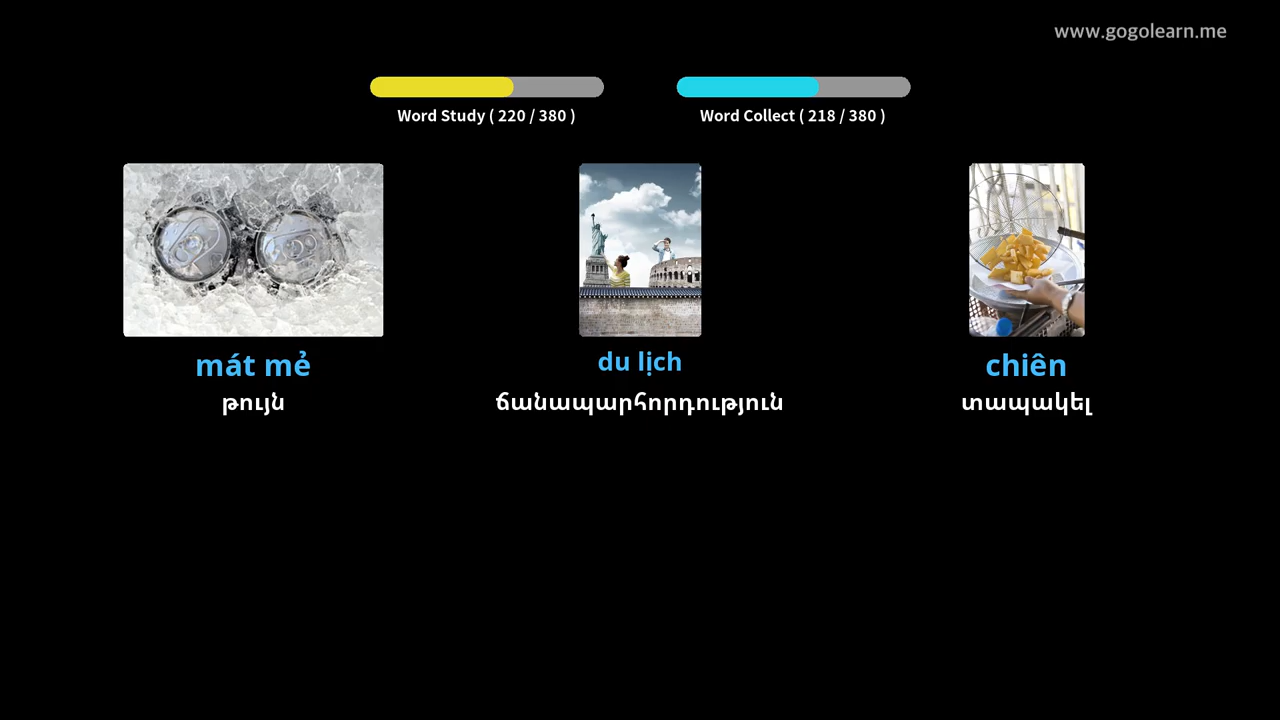 www.gogolearn.me
Word Study ( 220 / 380 )
Word Collect ( 218 / 380 )
mát mẻ
du lịch
chiên
թույն
ճանապարհորդություն
տապակել